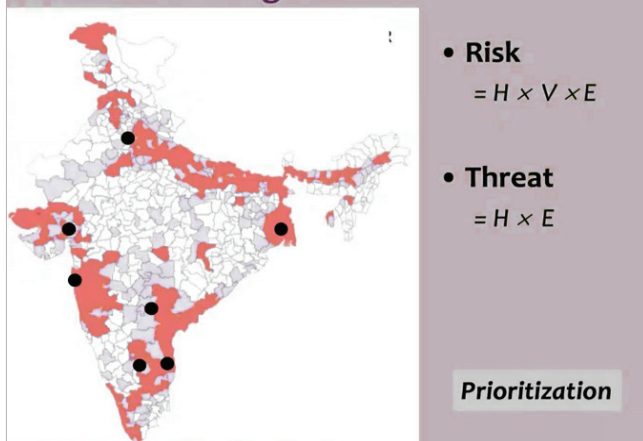 • Risk
= H × V ×E
• Threat
= H × E
Prioritization